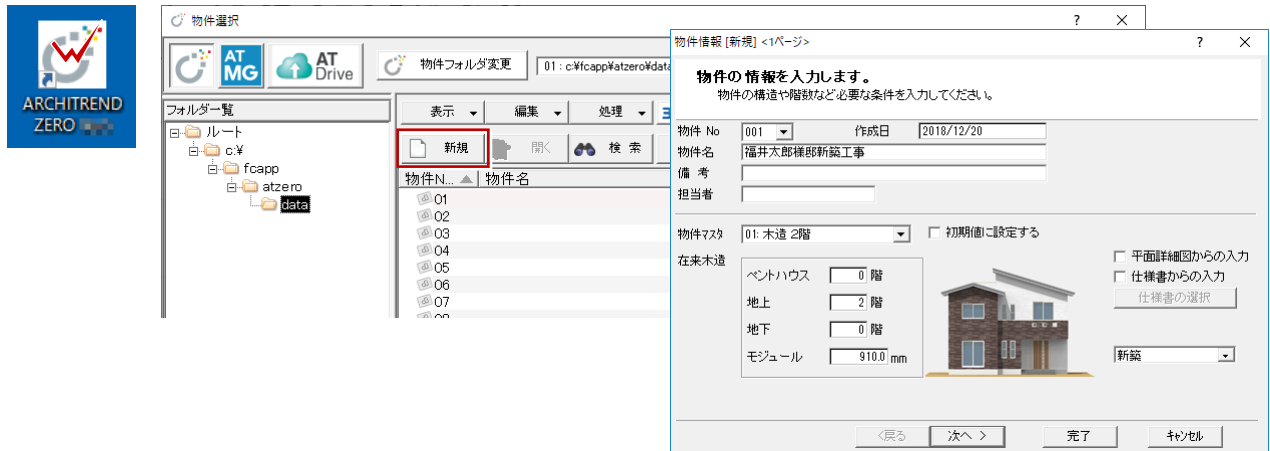 ARCHITREND
ZERO
物件選択
? ×
AT
MG
AT
Drive
物件フォルダ変更
01 : c:¥fcapp¥atzero¥data
フォルダ一覧
ルート
c:¥
fcapp
atzero
data
表示
編集
処理
新規
開く
検 索
物件N...
物件名
01
02
03
04
05
06
07
物件情報 [新規] <1ページ>
? ×
物件の 情報を入力します。
物件の構造や階数など必要な条件を入力してください。
物件 No 001 作成日 2018/12/20
物件名 福井太郎様邸新築工事
備 考
担当者
物件マスタ 01: 木造 2階 初期値に設定する
在来木造
ペントハウス 0 階
地上 2 階
地下 0 階
モジュール 910.0 mm
平面詳細図からの入力
仕様書からの入力
仕様書の選択
新築
<戻る 次へ > 完了 キャンセル